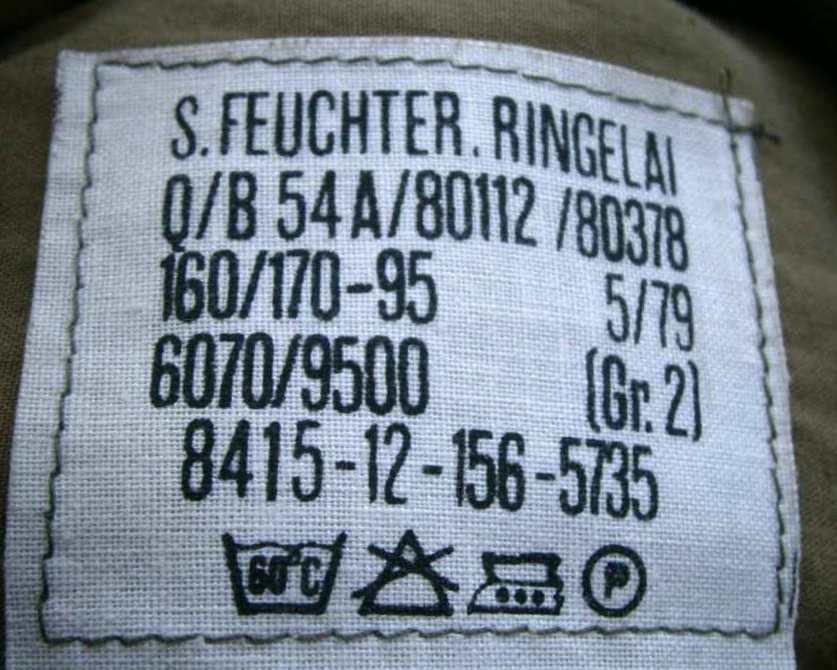 S. FEUCHTER. RINGELAI
Q/B 54 A/80112 /80378
160/170-95 5/79
6070/9500 (Gr. 2)
8415-12-156-5735
60°C P